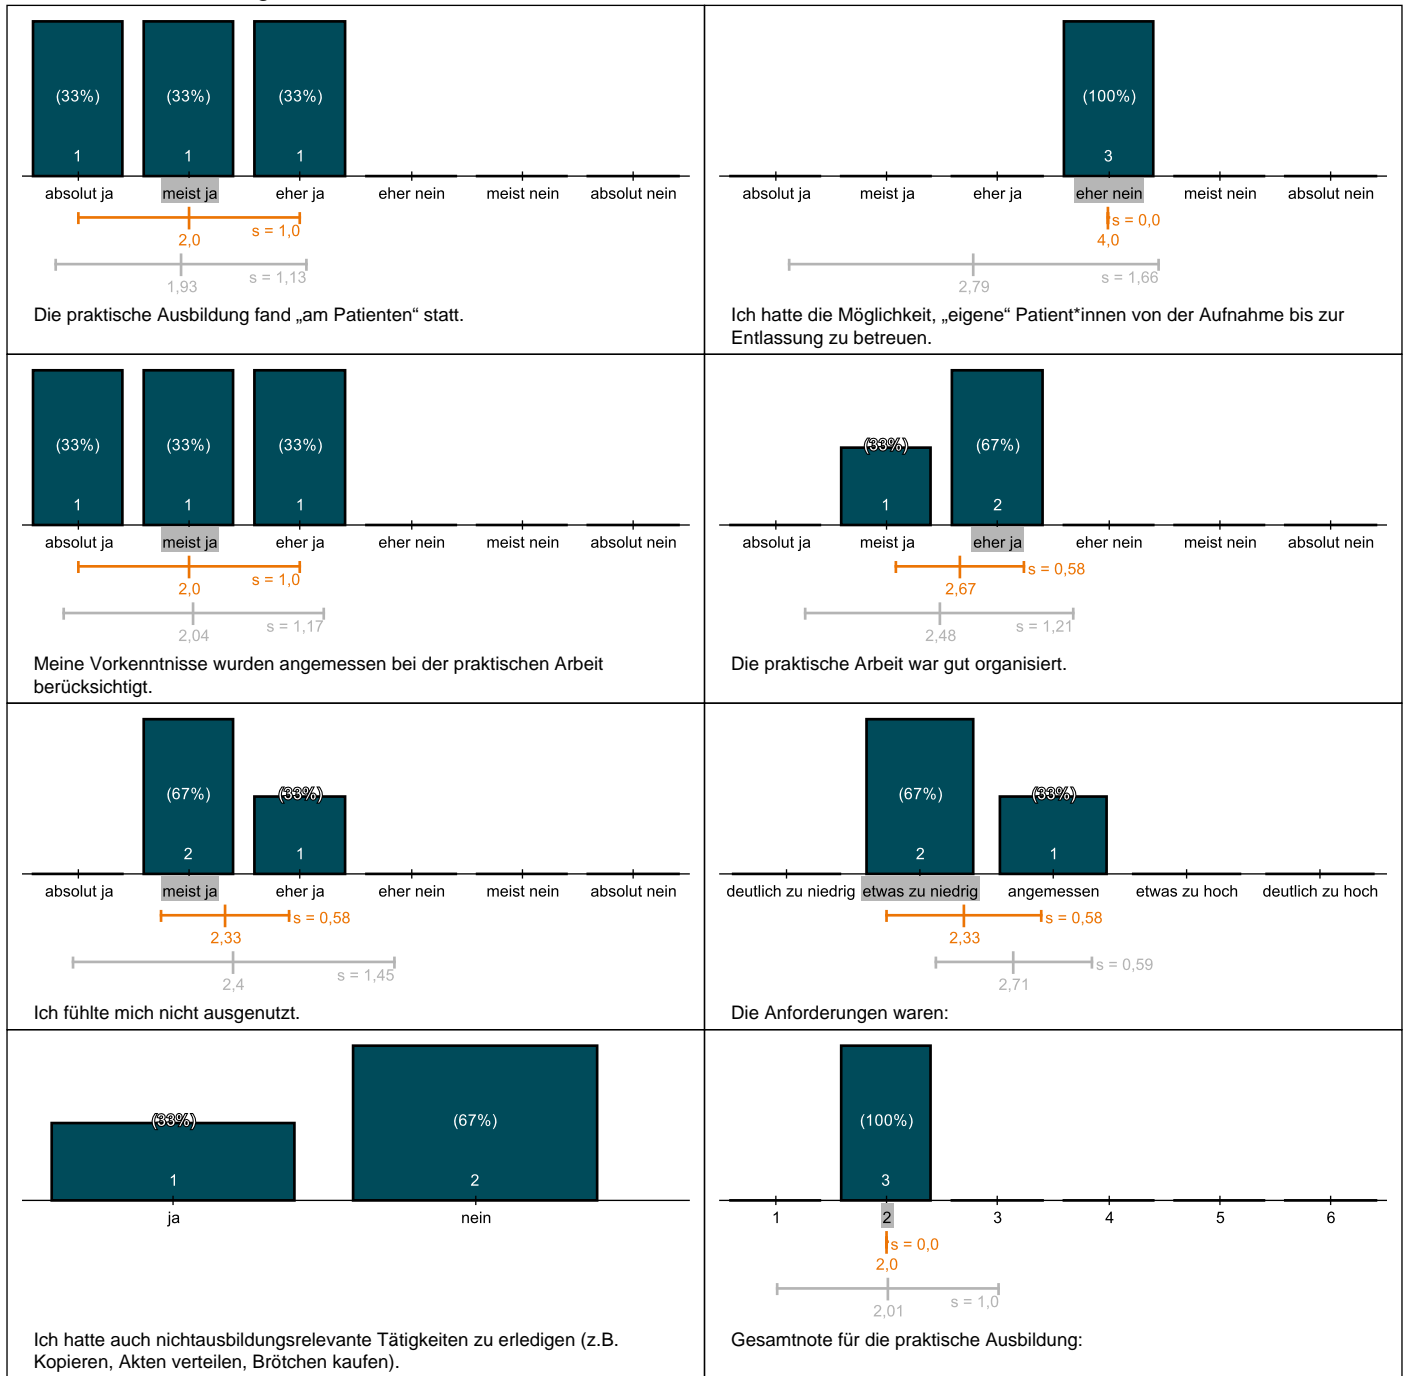 (33%) (33%) (33%)
1 1 1
absolut ja meist ja eher ja eher nein meist nein absolut nein
s = 1,0
2,0
s = 1,13
1,93
Die praktische Ausbildung fand „am Patienten“ statt.
(100%)
3
absolut ja meist ja eher ja eher nein meist nein absolut nein
s = 0,0
4,0
s = 1,66
2,79
Ich hatte die Möglichkeit, „eigene“ Patient*innen von der Aufnahme bis zur
Entlassung zu betreuen.
(33%) (33%) (33%)
1 1 1
absolut ja meist ja eher ja eher nein meist nein absolut nein
s = 1,0
2,0
s = 1,17
2,04
Meine Vorkenntnisse wurden angemessen bei der praktischen Arbeit
berücksichtigt.
(33%) (67%)
1 2
absolut ja meist ja eher ja eher nein meist nein absolut nein
s = 0,58
2,67
s = 1,21
2,48
Die praktische Arbeit war gut organisiert.
(67%) (33%)
2 1
absolut ja meist ja eher ja eher nein meist nein absolut nein
s = 0,58
2,33
s = 1,45
2,4
Ich fühlte mich nicht ausgenutzt.
(67%) (33%)
2 1
deutlich zu niedrig etwas zu niedrig angemessen etwas zu hoch deutlich zu hoch
s = 0,58
2,33
s = 0,59
2,71
Die Anforderungen waren:
(33%) (67%)
1 2
ja nein
Ich hatte auch nichtausbildungsrelevante Tätigkeiten zu erledigen (z.B.
Kopieren, Akten verteilen, Brötchen kaufen).
(100%)
3
1 2 3 4 5 6
s = 0,0
2,0
s = 1,0
2,01
Gesamtnote für die praktische Ausbildung: